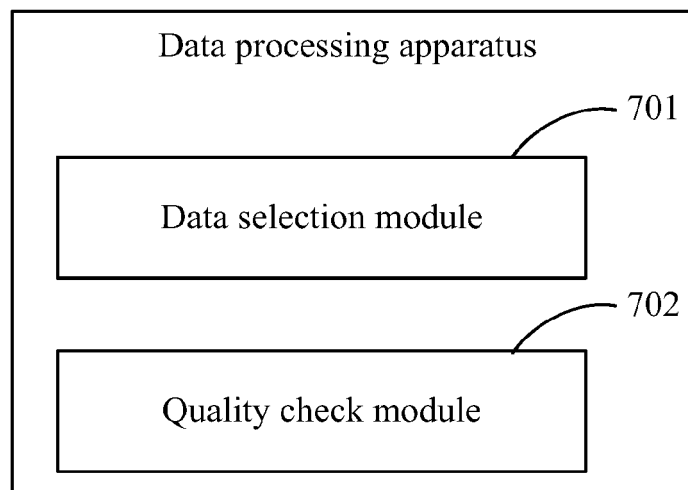 Data processing apparatus
701
Data selection module
702
Quality check module